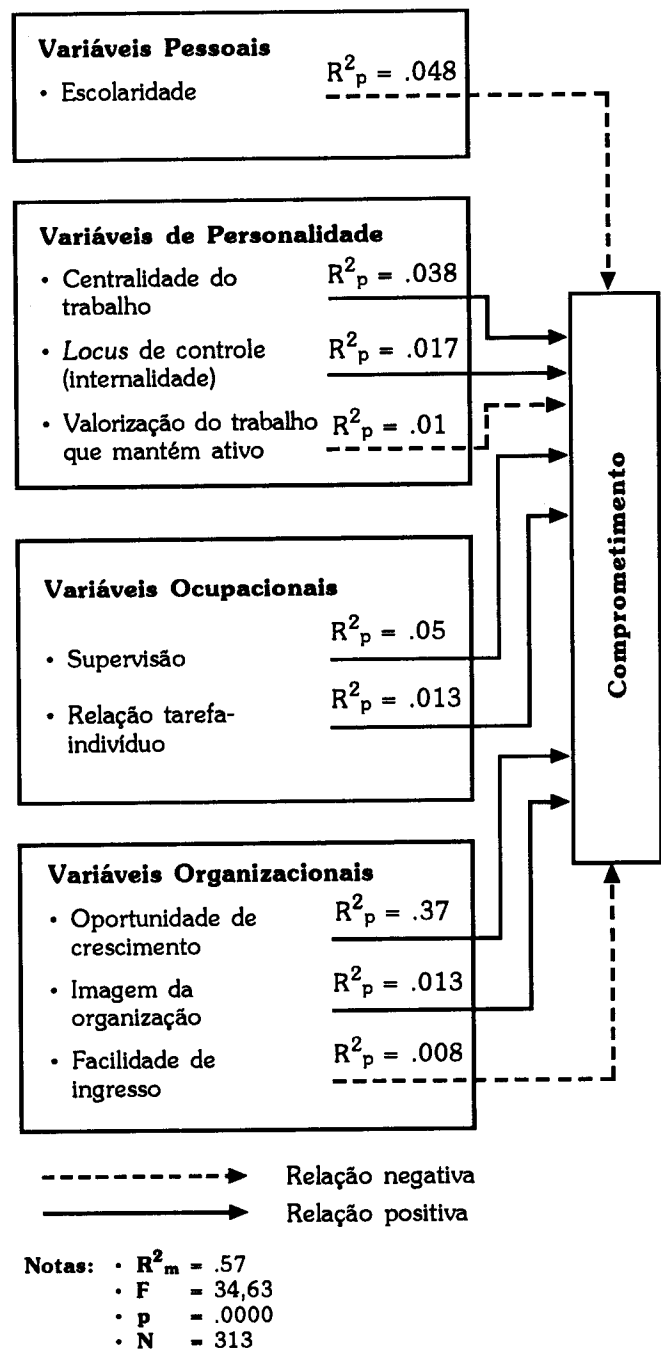 Variáveis Pessoais
• Escolaridade
R²ₚ = .048
Variáveis de Personalidade
• Centralidade do
trabalho
R²ₚ = .038
• Locus de controle
(internalidade)
R²ₚ = .017
• Valorização do trabalho
que mantém ativo
R²ₚ = .01
Variáveis Ocupacionais
• Supervisão
R²ₚ = .05
• Relação tarefa-
indivíduo
R²ₚ = .013
Variáveis Organizacionais
• Oportunidade de
crescimento
R²ₚ = .37
• Imagem da
organização
R²ₚ = .013
• Facilidade de
ingresso
R²ₚ = .008
Comprometimento
Relação negativa
Relação positiva
Notas: • R²ₘ = .57
• F = 34,63
• p = .0000
• N = 313